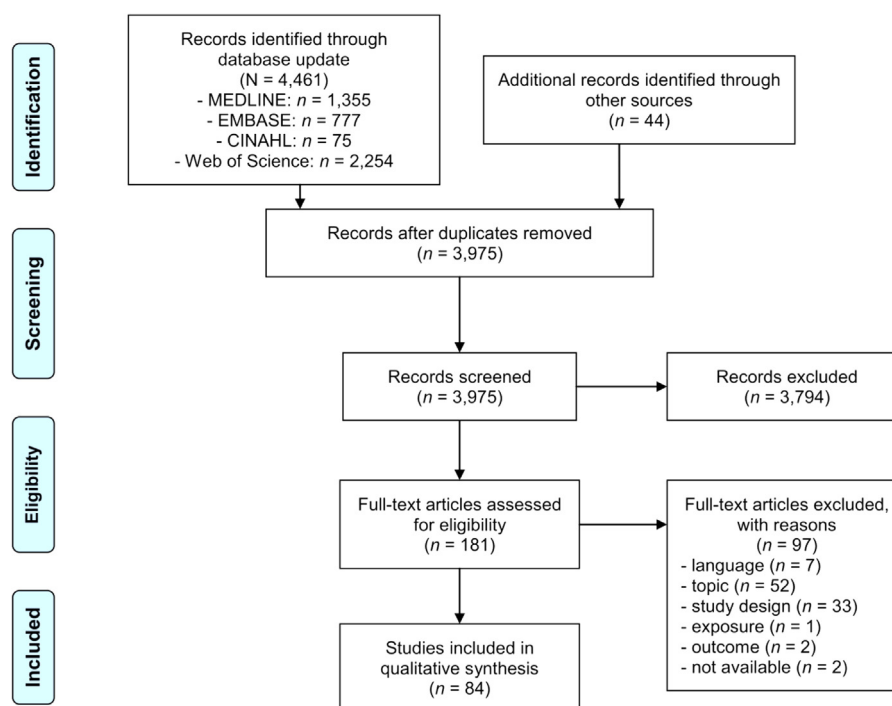 Identification
Records identified through
database update
(N = 4,461)
- MEDLINE: n = 1,355
- EMBASE: n = 777
- CINAHL: n = 75
- Web of Science: n = 2,254
Additional records identified through
other sources
(n = 44)
Screening
Records after duplicates removed
(n = 3,975)
Records screened
(n = 3,975)
Records excluded
(n = 3,794)
Eligibility
Full-text articles assessed
for eligibility
(n = 181)
Full-text articles excluded,
with reasons
(n = 97)
- language (n = 7)
- topic (n = 52)
- study design (n = 33)
- exposure (n = 1)
- outcome (n = 2)
- not available (n = 2)
Included
Studies included in
qualitative synthesis
(n = 84)